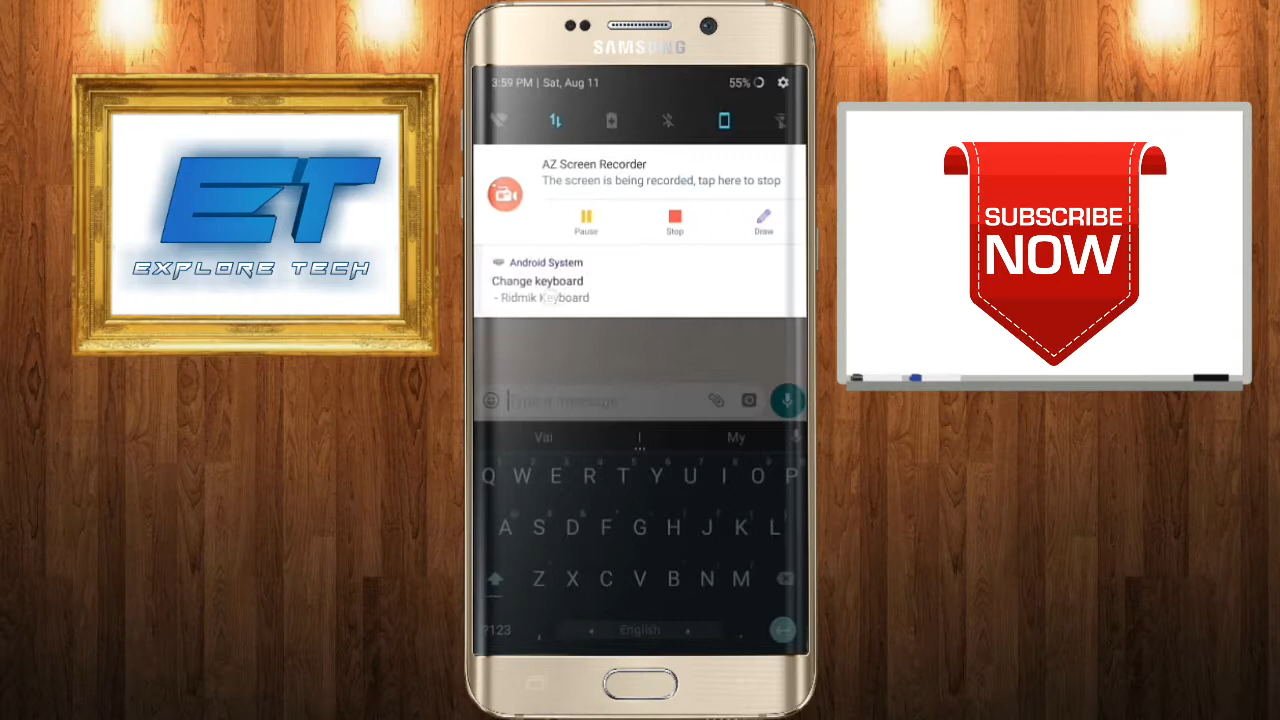 SAMSUNG
3:59 PM | Sat, Aug 11
55%
AZ Screen Recorder
The screen is being recorded, tap here to stop
Pause
Stop
Draw
Android System
Change keyboard
- Ridmik Keyboard
Type a message
Vai
I
My
Q W E R T Y U I O P
A S D F G H J K L
Z X C V B N M
?123
,
English
.
ET
EXPLORE TECH
SUBSCRIBE
NOW